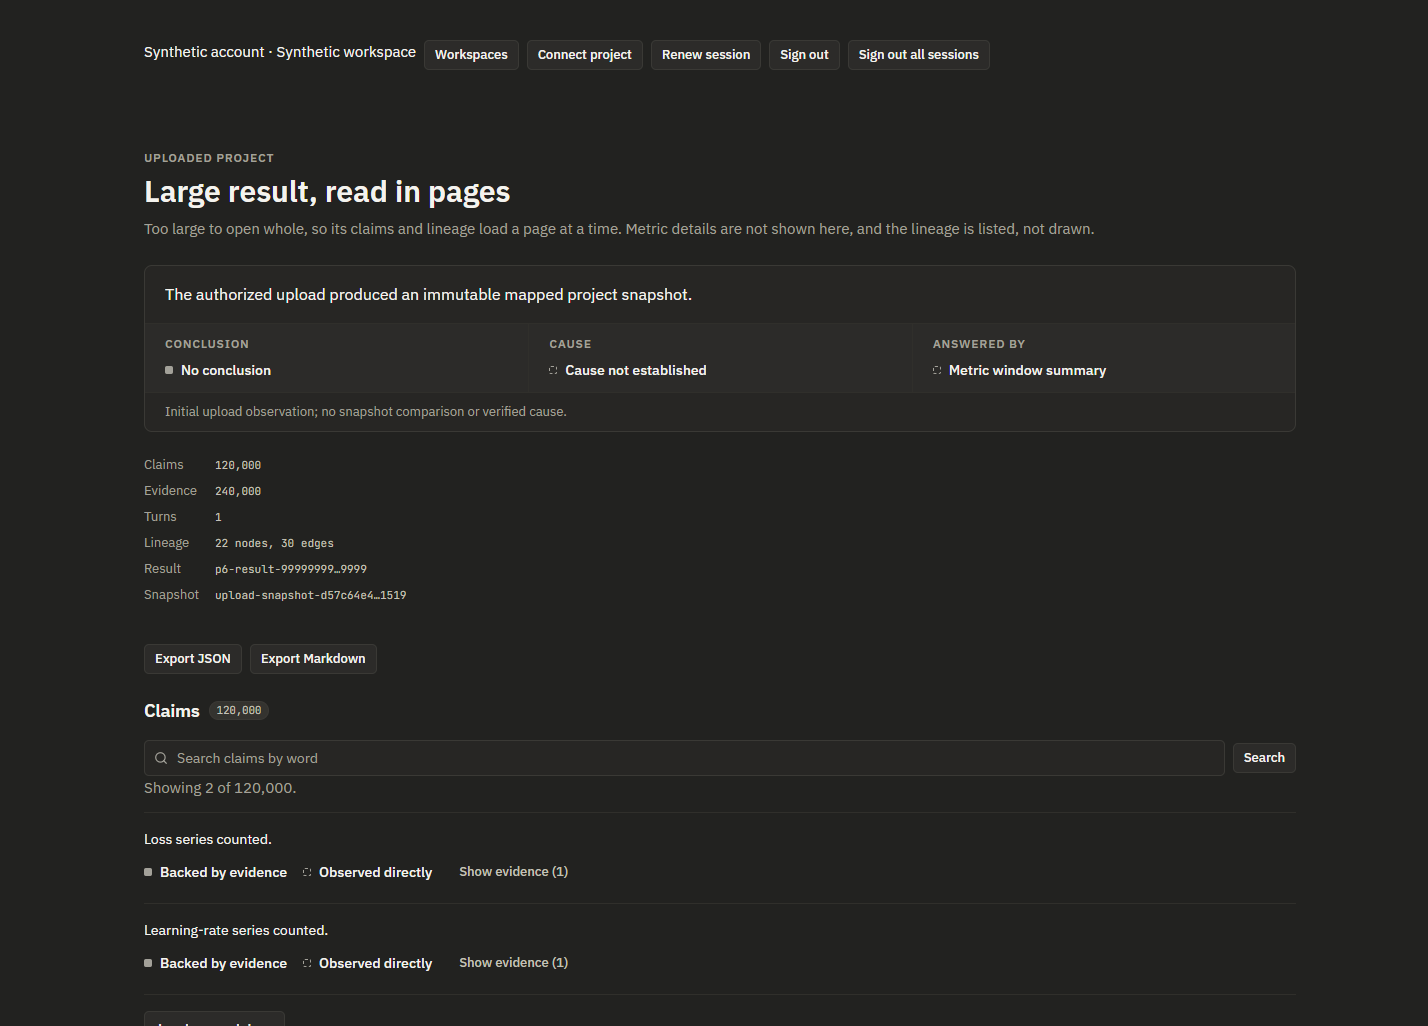 Synthetic account · Synthetic workspace Workspaces Connect project Renew session Sign out Sign out all sessions
UPLOADED PROJECT
Large result, read in pages
Too large to open whole, so its claims and lineage load a page at a time. Metric details are not shown here, and the lineage is listed, not drawn.
The authorized upload produced an immutable mapped project snapshot.
CONCLUSION CAUSE ANSWERED BY
No conclusion Cause not established Metric window summary
Initial upload observation; no snapshot comparison or verified cause.
Claims 120,000
Evidence 240,000
Turns 1
Lineage 22 nodes, 30 edges
Result p6-result-99999999…9999
Snapshot upload-snapshot-d57c64e4…1519
Export JSON Export Markdown
Claims 120,000
Search claims by word Search
Showing 2 of 120,000.
Loss series counted.
Backed by evidence Observed directly Show evidence (1)
Learning-rate series counted.
Backed by evidence Observed directly Show evidence (1)